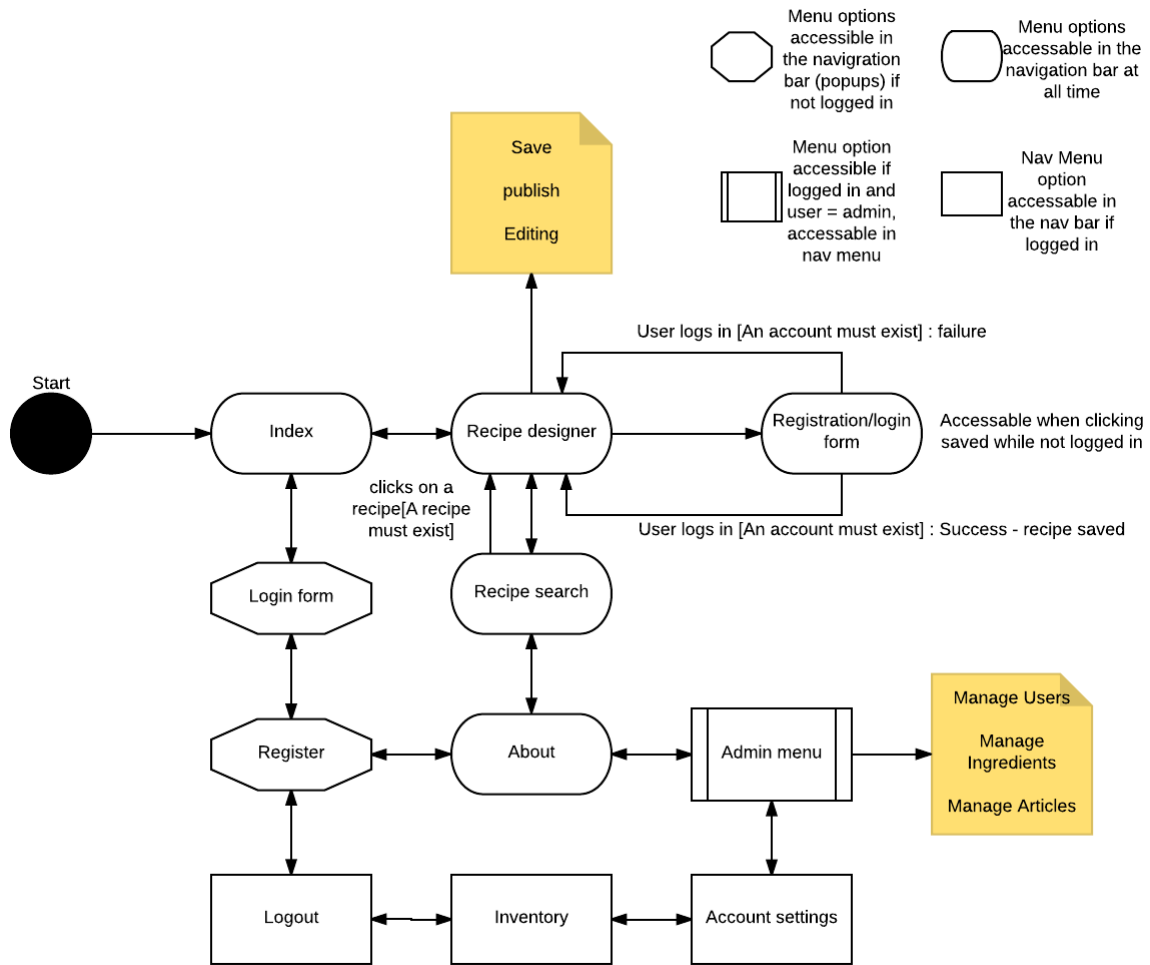 Menu options
accessible in
the navigration
bar (popups) if
not logged in
Menu options
accessable in the
navigation bar at
all time
Menu option
accessible if
logged in and
user = admin,
accessable in
nav menu
Nav Menu
option
accessable in
the nav bar if
logged in
Save
publish
Editing
User logs in [An account must exist] : failure
Start
Index
Recipe designer
Registration/login
form
Accessable when clicking
saved while not logged in
clicks on a
recipe[A recipe
must exist]
User logs in [An account must exist] : Success - recipe saved
Login form
Recipe search
Register
About
Admin menu
Manage Users
Manage
Ingredients
Manage Articles
Logout
Inventory
Account settings